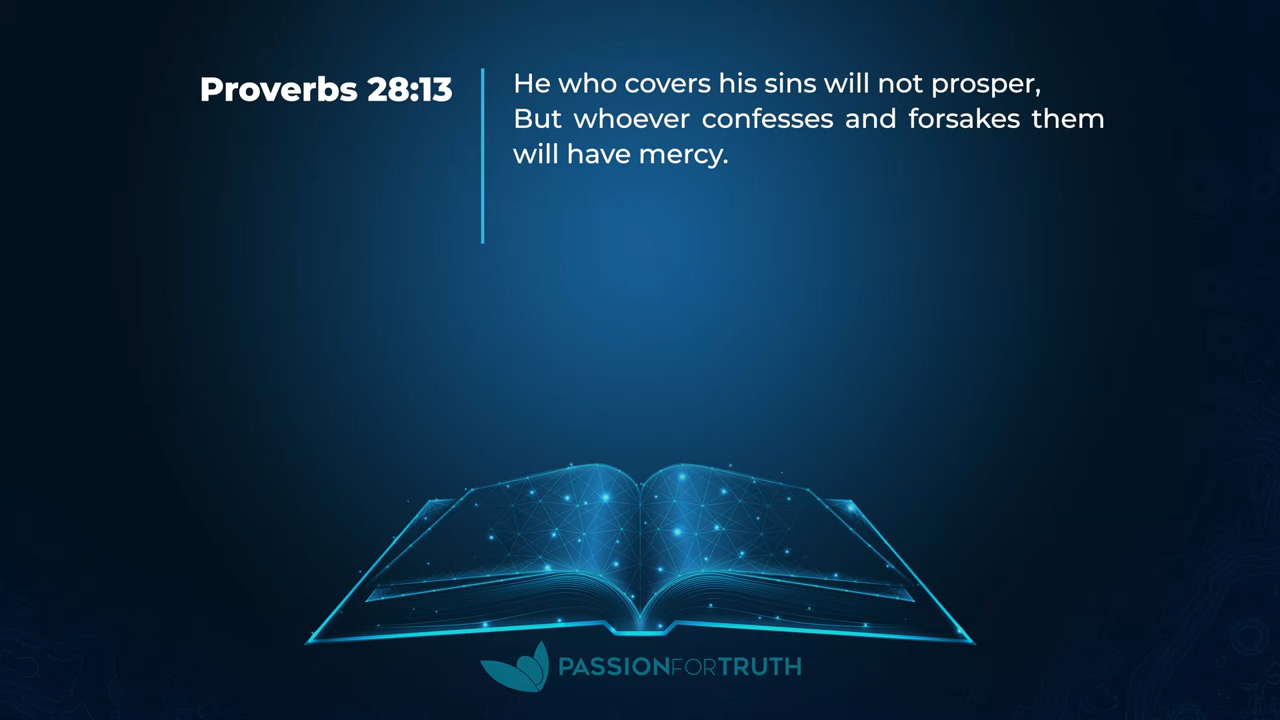 Proverbs 28:13
He who covers his sins will not prosper,
But whoever confesses and forsakes them
will have mercy.
PASSIONFORTRUTH